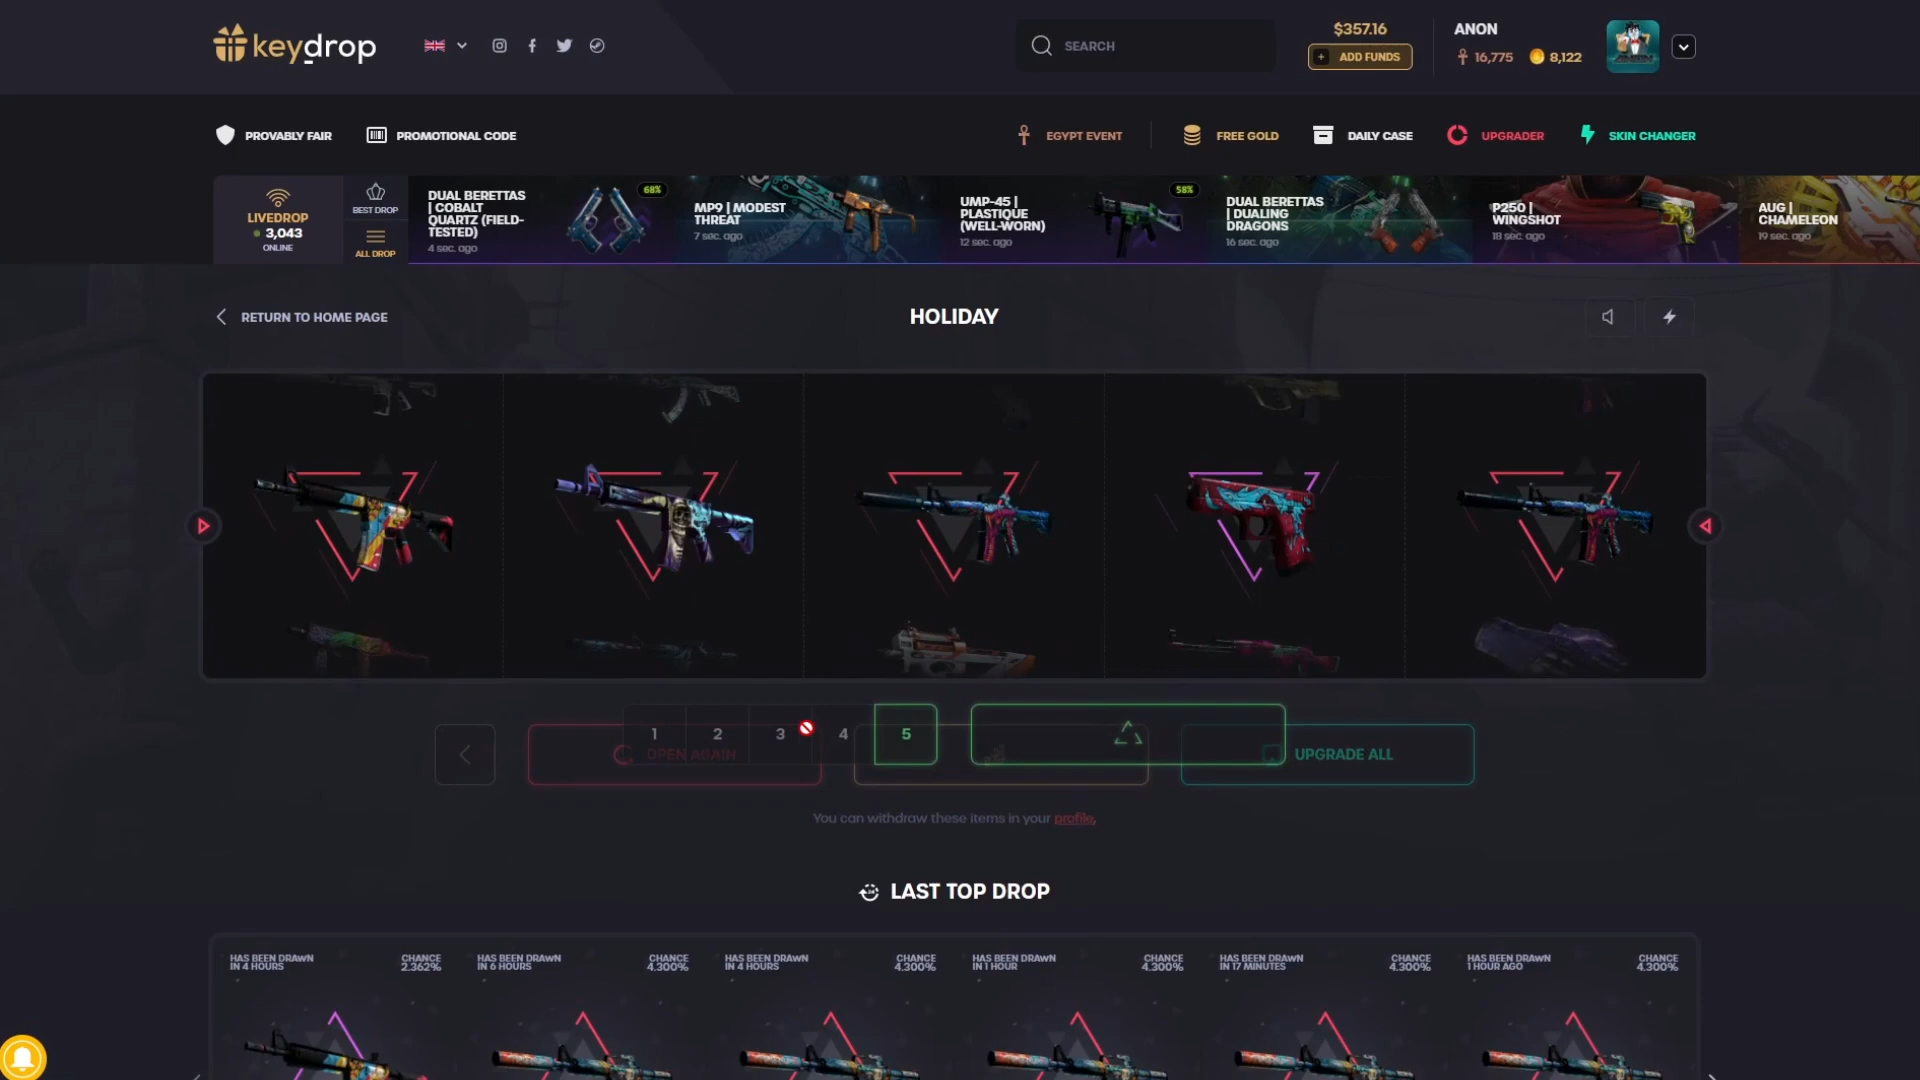 keydrop
SEARCH
$357.16
+ ADD FUNDS
ANON
16,775
8,122
PROVABLY FAIR
PROMOTIONAL CODE
EGYPT EVENT
FREE GOLD
DAILY CASE
UPGRADER
SKIN CHANGER
LIVEDROP
3,043
ONLINE
BEST DROP
ALL DROP
DUAL BERETTAS
| COBALT
QUARTZ (FIELD-
TESTED)
4 sec. ago
68%
MP9 | MODEST
THREAT
7 sec. ago
UMP-45 |
PLASTIQUE
(WELL-WORN)
12 sec. ago
58%
DUAL BERETTAS
| DUALING
DRAGONS
16 sec. ago
P250 |
WINGSHOT
18 sec. ago
AUG |
CHAMELEON
19 sec. ago
RETURN TO HOME PAGE
HOLIDAY
1
2
3
4
5
OPEN AGAIN
UPGRADE ALL
You can withdraw these items in your profile.
LAST TOP DROP
HAS BEEN DRAWN
IN 4 HOURS
CHANCE
2.362%
HAS BEEN DRAWN
IN 6 HOURS
CHANCE
4.300%
HAS BEEN DRAWN
IN 4 HOURS
CHANCE
4.300%
HAS BEEN DRAWN
IN 1 HOUR
CHANCE
4.300%
HAS BEEN DRAWN
IN 17 MINUTES
CHANCE
4.300%
HAS BEEN DRAWN
1 HOUR AGO
CHANCE
4.300%